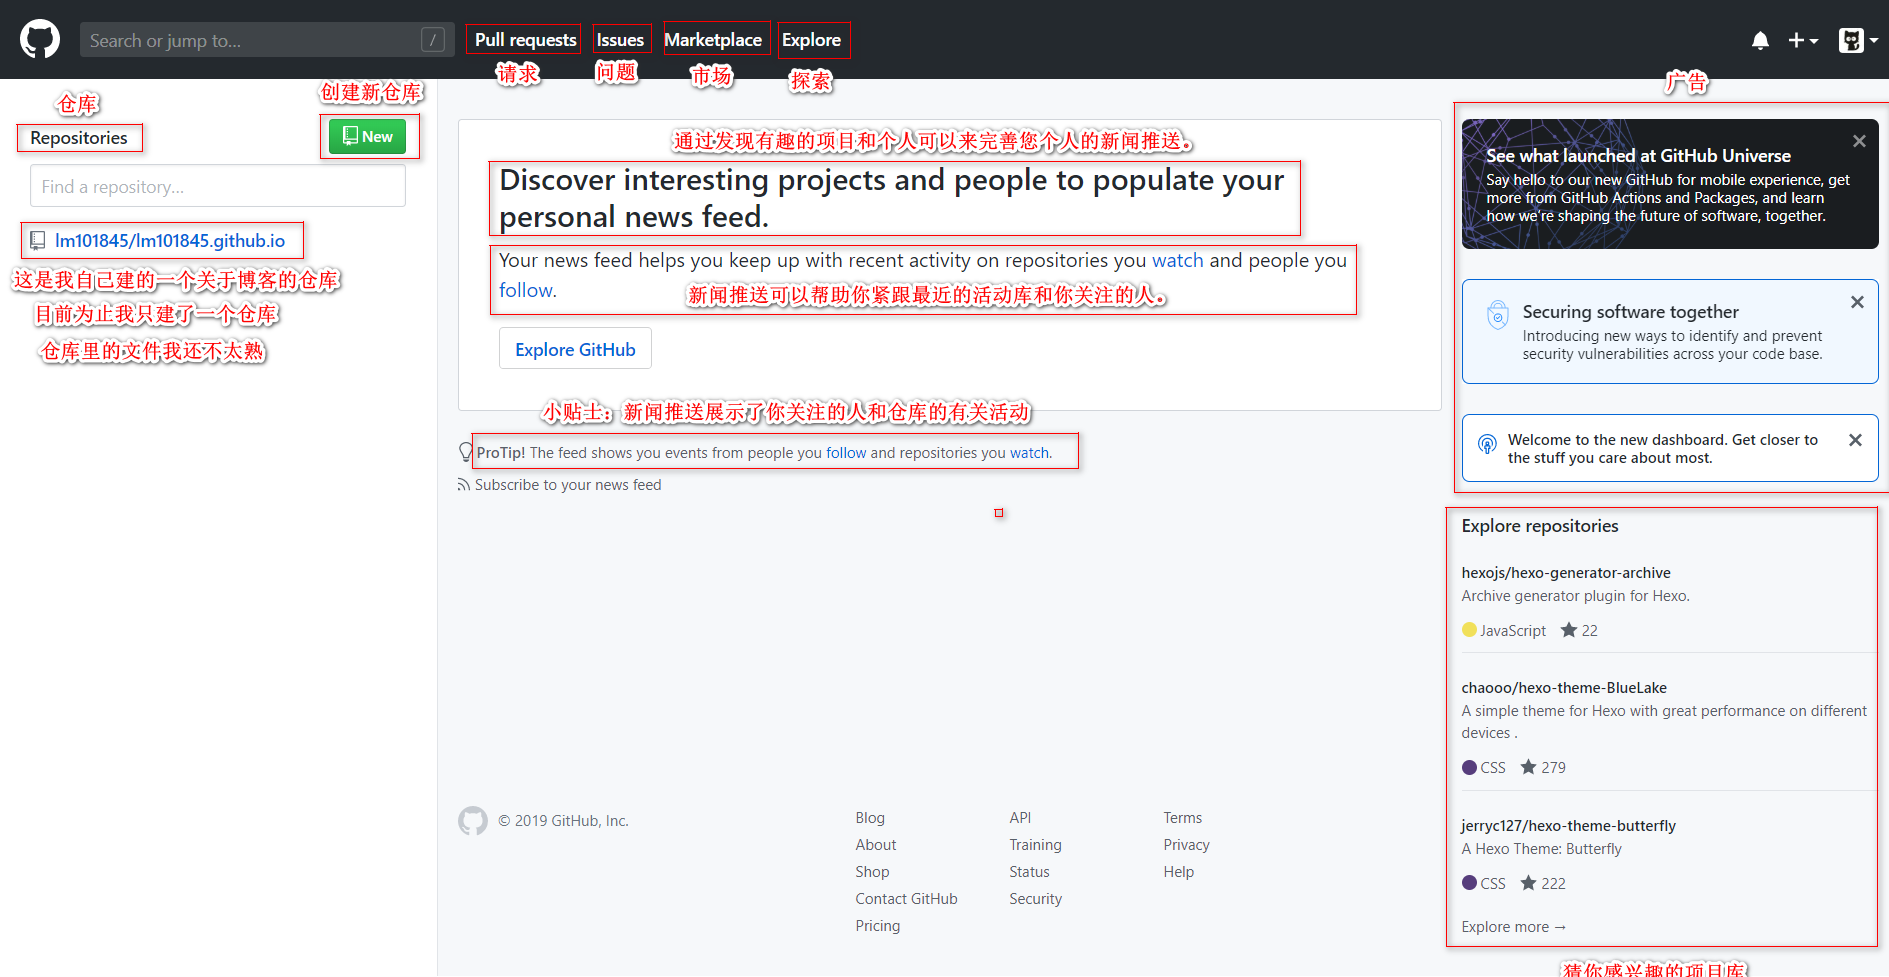 Search or jump to...
/
Pull requests
Issues
Marketplace
Explore
请求
问题
市场
探索
仓库
创建新仓库
Repositories
New
Find a repository...
lm101845/lm101845.github.io
这是我自己建的一个关于博客的仓库
目前为止我只建了一个仓库
仓库里的文件我还不太熟
通过发现有趣的项目和个人可以来完善您个人的新闻推送。
Discover interesting projects and people to populate your
personal news feed.
Your news feed helps you keep up with recent activity on repositories you watch and people you
follow.
新闻推送可以帮助你紧跟最近的活动库和你关注的人。
Explore GitHub
小贴士：新闻推送展示了你关注的人和仓库的有关活动
ProTip! The feed shows you events from people you follow and repositories you watch.
Subscribe to your news feed
广告
See what launched at GitHub Universe
Say hello to our new GitHub for mobile experience, get
more from GitHub Actions and Packages, and learn
how we're shaping the future of software, together.
Securing software together
Introducing new ways to identify and prevent
security vulnerabilities across your code base.
Welcome to the new dashboard. Get closer to
the stuff you care about most.
Explore repositories
hexojs/hexo-generator-archive
Archive generator plugin for Hexo.
JavaScript 22
chaooo/hexo-theme-BlueLake
A simple theme for Hexo with great performance on different
devices .
CSS 279
jerryc127/hexo-theme-butterfly
A Hexo Theme: Butterfly
CSS 222
Explore more →
猜你感兴趣的项目库
© 2019 GitHub, Inc.
Blog
About
Shop
Contact GitHub
Pricing
API
Training
Status
Security
Terms
Privacy
Help